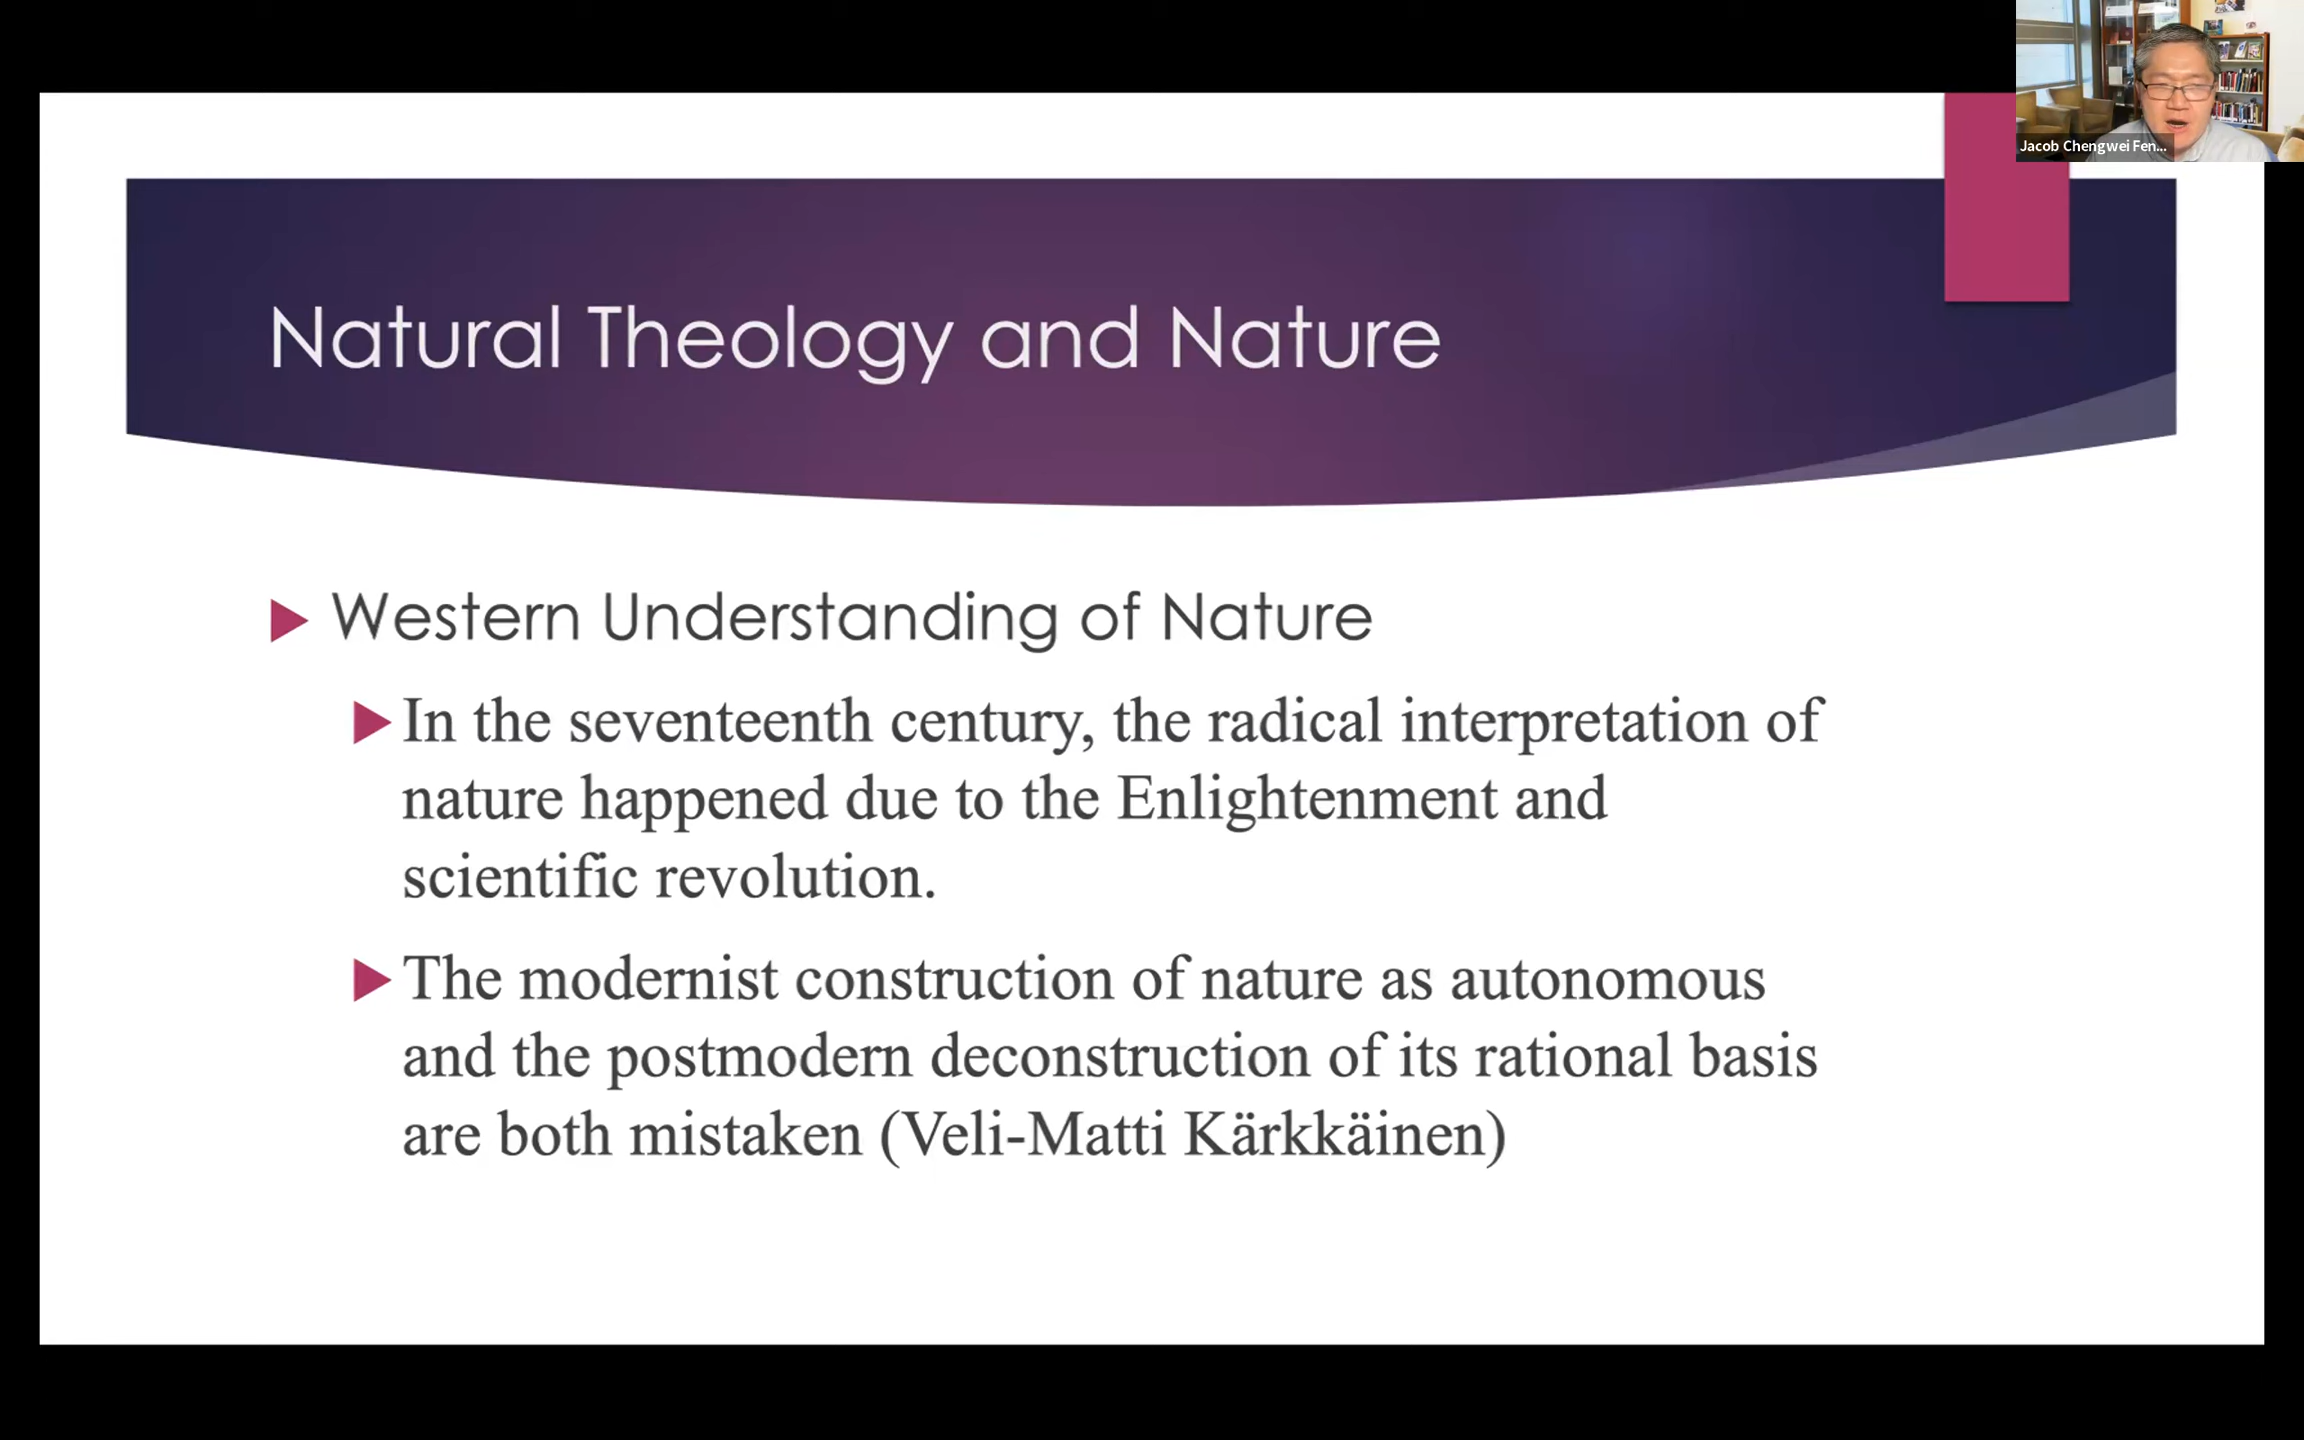 Jacob Chengwei Fen...
Natural Theology and Nature
Western Understanding of Nature
In the seventeenth century, the radical interpretation of
nature happened due to the Enlightenment and
scientific revolution.
The modernist construction of nature as autonomous
and the postmodern deconstruction of its rational basis
are both mistaken (Veli-Matti Kärkkäinen)